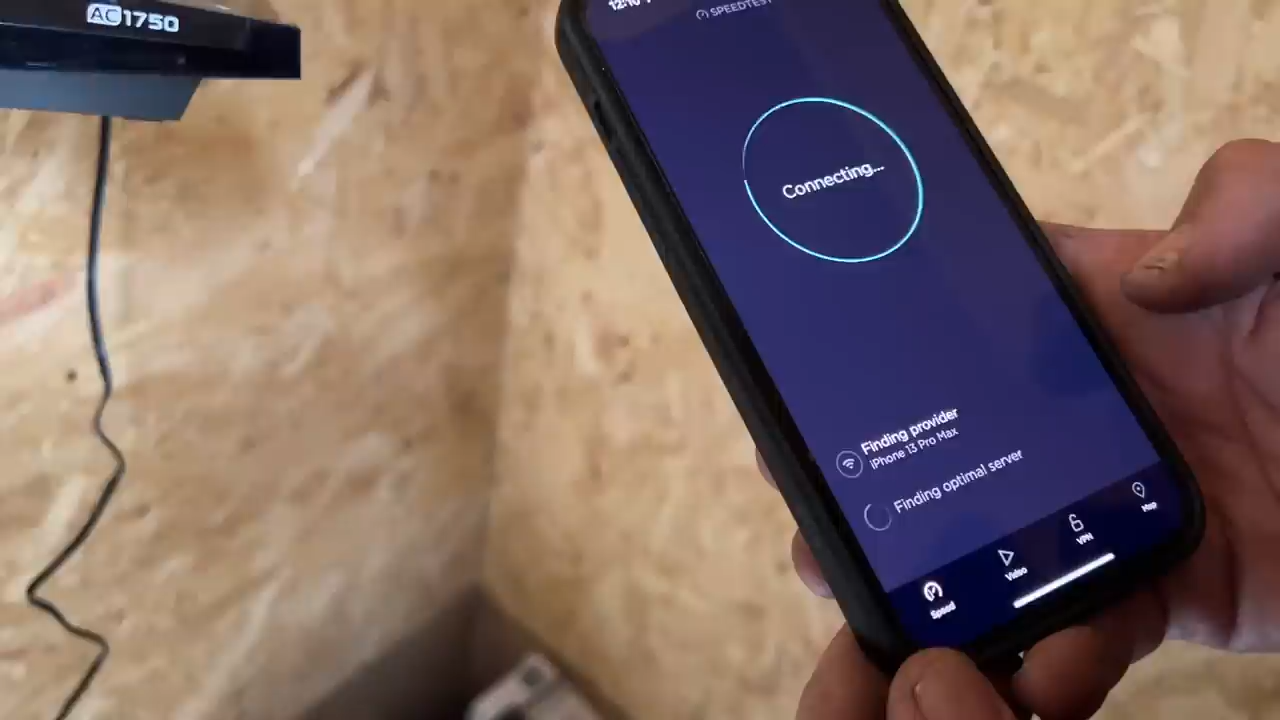 AC1750
SPEEDTEST
Connecting...
Finding provider
iPhone 13 Pro Max
Finding optimal server
Speed
Video
VPN
Map